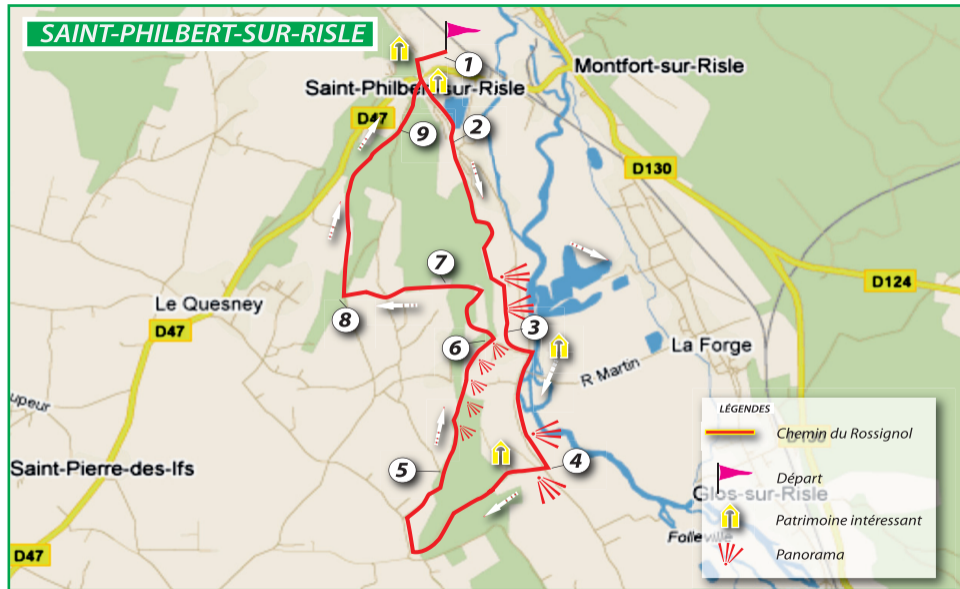 SAINT-PHILBERT-SUR-RISLE
1
Montfort-sur-Risle
Saint-Philbert-sur-Risle
D47
9
2
D130
7
D124
Le Quesney
8
D47
3
6
La Forge
R Martin
upeur
LÉGENDES
Chemin du Rossignol
D130
Saint-Pierre-des-Ifs
5
4
Départ
Glos-sur-Risle
Patrimoine intéressant
Folleville
D47
Panorama